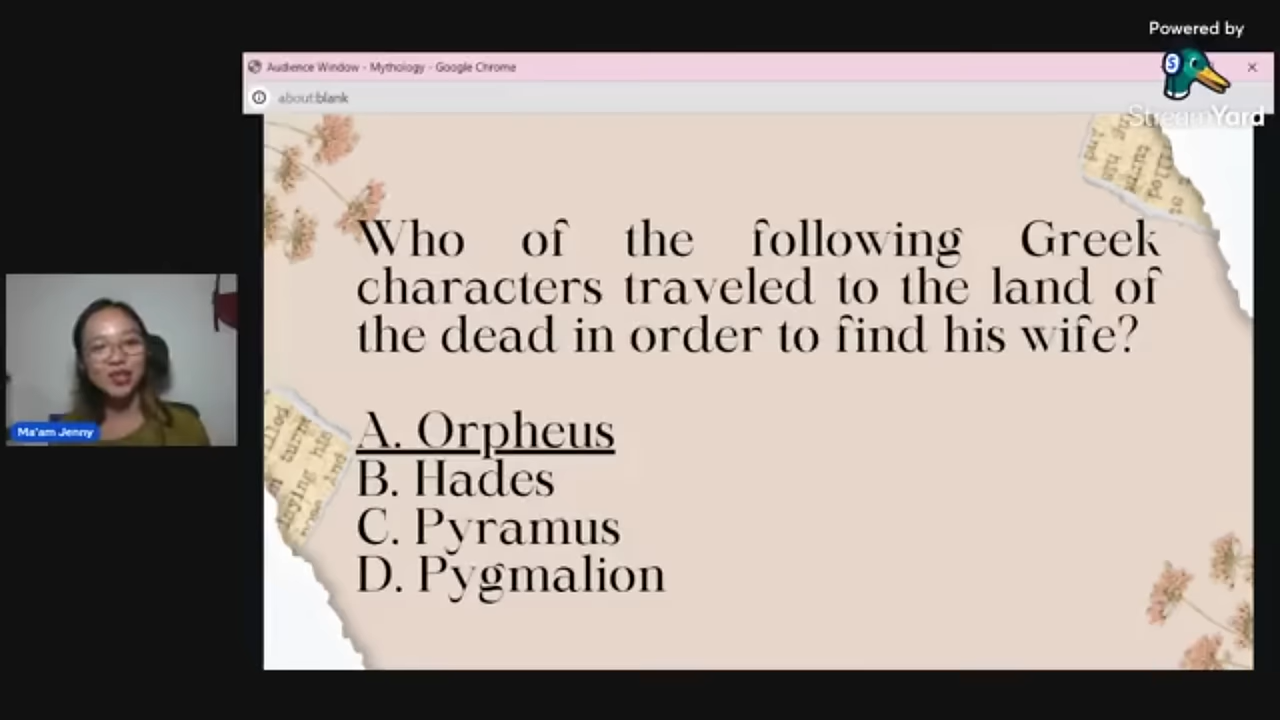 Powered by
StreamYard
Audience Window - Mythology - Google Chrome
about:blank
Who of the following Greek
characters traveled to the land of
the dead in order to find his wife?
A. Orpheus
B. Hades
C. Pyramus
D. Pygmalion
Ma'am Jenny